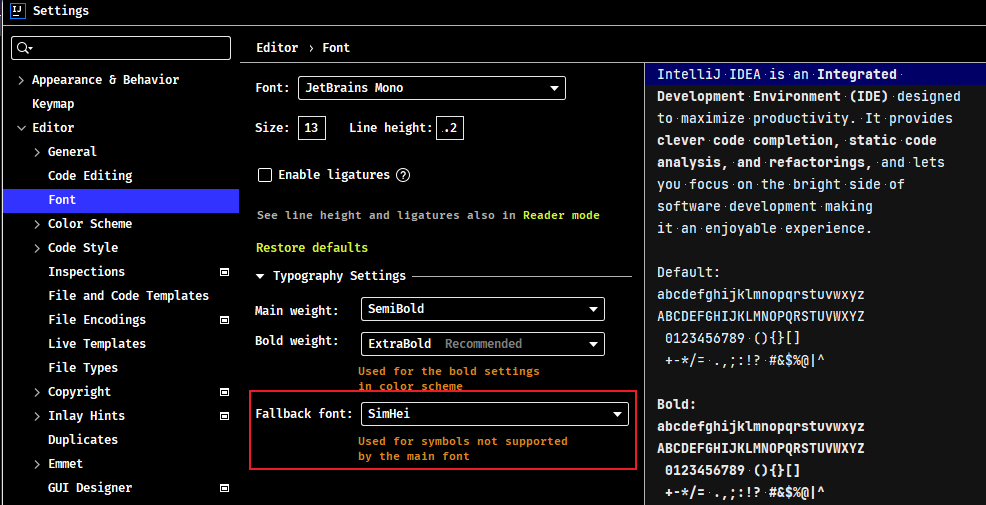 IJ Settings
Editor › Font
Appearance & Behavior
Keymap
Editor
General
Code Editing
Font
Color Scheme
Code Style
Inspections
File and Code Templates
File Encodings
Live Templates
File Types
Copyright
Inlay Hints
Duplicates
Emmet
GUI Designer
Font: JetBrains Mono
Size: 13 Line height: .2
Enable ligatures ?
See line height and ligatures also in Reader mode
Restore defaults
Typography Settings
Main weight: SemiBold
Bold weight: ExtraBold Recommended
Used for the bold settings
in color scheme
Fallback font: SimHei
Used for symbols not supported
by the main font
IntelliJ IDEA is an Integrated
Development Environment (IDE) designed
to maximize productivity. It provides
clever code completion, static code
analysis, and refactorings, and lets
you focus on the bright side of
software development making
it an enjoyable experience.
Default:
abcdefghijklmnopqrstuvwxyz
ABCDEFGHIJKLMNOPQRSTUVWXYZ
0123456789 (){}[]
+-*/= .,;:!? #&$%@|^
Bold:
abcdefghijklmnopqrstuvwxyz
ABCDEFGHIJKLMNOPQRSTUVWXYZ
0123456789 (){}[]
+-*/= .,;:!? #&$%@|^